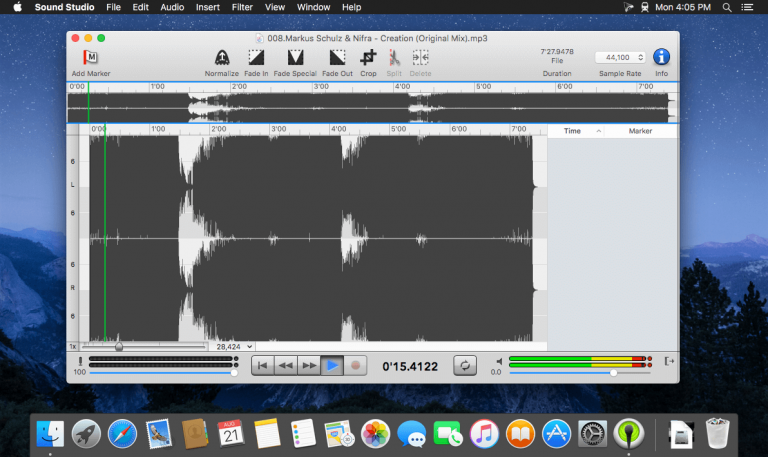 Sound Studio File Edit Audio Insert Filter View Window Help Mon 4:05 PM
008.Markus Schulz & Nifra - Creation (Original Mix).mp3
M
7'27.9478
File
44,100
Add Marker Normalize Fade In Fade Special Fade Out Crop Split Delete Duration Sample Rate Info
0'00 1'00 2'00 3'00 4'00 5'00 6'00 7'00
0'00 1'00 2'00 3'00 4'00 5'00 6'00 7'00 Time Marker
6
L
6
6
R
6
1x 28,424
100 0'15.4122 0.0
AUG
21